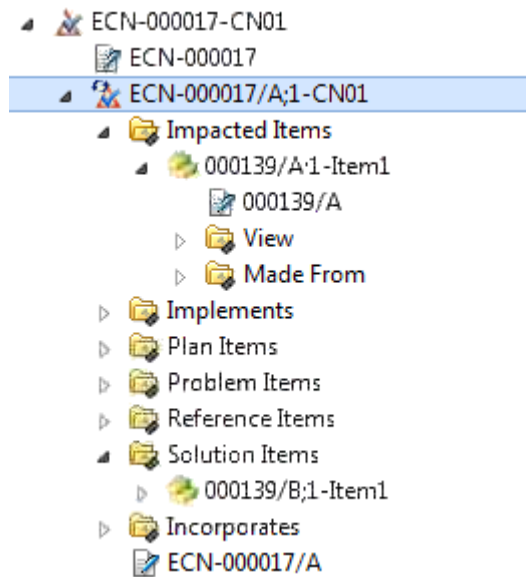 ECN-000017-CN01
ECN-000017
ECN-000017/A;1-CN01
Impacted Items
000139/A;1-Item1
000139/A
View
Made From
Implements
Plan Items
Problem Items
Reference Items
Solution Items
000139/B;1-Item1
Incorporates
ECN-000017/A